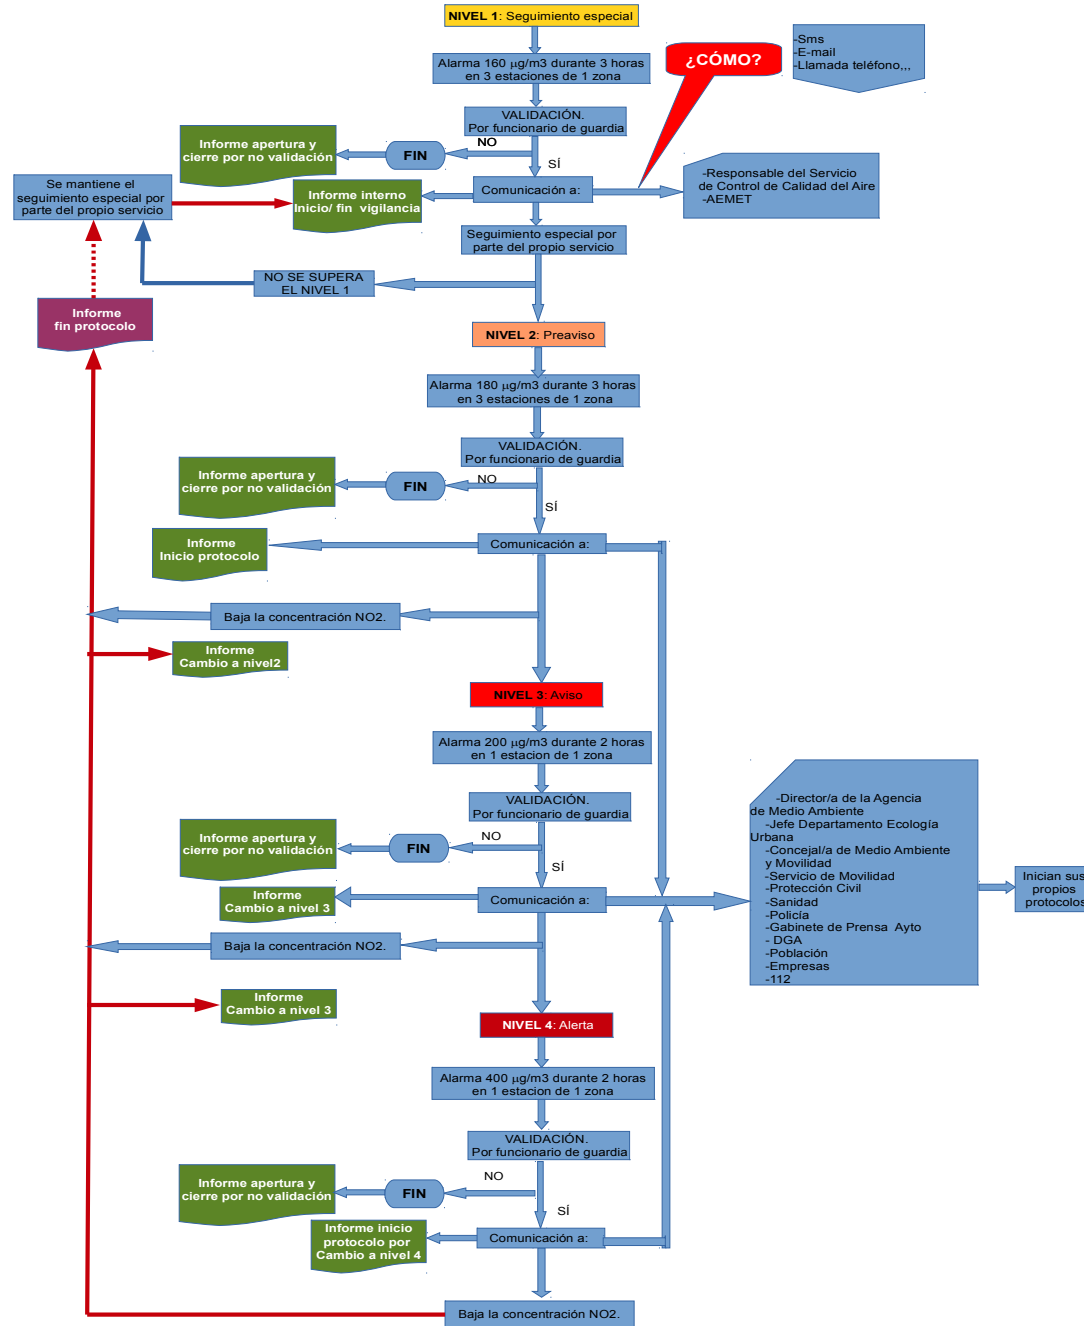 NIVEL 1: Seguimiento especial
-Sms
-E-mail
-Llamada teléfono,,,
¿CÓMO?
Alarma 160 µg/m3 durante 3 horas
en 3 estaciones de 1 zona
VALIDACIÓN.
Por funcionario de guardia
NO
FIN
Informe apertura y
cierre por no validación
SÍ
Comunicación a:
-Responsable del Servicio
de Control de Calidad del Aire
-AEMET
Informe interno
Inicio/ fin vigilancia
Se mantiene el
seguimiento especial por
parte del propio servicio
Seguimiento especial por
parte del propio servicio
NO SE SUPERA
EL NIVEL 1
Informe
fin protocolo
NIVEL 2: Preaviso
Alarma 180 µg/m3 durante 3 horas
en 3 estaciones de 1 zona
VALIDACIÓN.
Por funcionario de guardia
NO
FIN
Informe apertura y
cierre por no validación
SÍ
Comunicación a:
Informe
Inicio protocolo
Baja la concentración NO2.
Informe
Cambio a nivel2
NIVEL 3: Aviso
Alarma 200 µg/m3 durante 2 horas
en 1 estacion de 1 zona
VALIDACIÓN.
Por funcionario de guardia
NO
FIN
Informe apertura y
cierre por no validación
SÍ
Comunicación a:
Informe
Cambio a nivel 3
-Director/a de la Agencia
de Medio Ambiente
-Jefe Departamento Ecología
Urbana
-Concejal/a de Medio Ambiente
y Movilidad
-Servicio de Movilidad
-Protección Civil
-Sanidad
-Policía
-Gabinete de Prensa Ayto
- DGA
-Población
-Empresas
-112
Inician sus
propios
protocolos
Baja la concentración NO2.
Informe
Cambio a nivel 3
NIVEL 4: Alerta
Alarma 400 µg/m3 durante 2 horas
en 1 estacion de 1 zona
VALIDACIÓN.
Por funcionario de guardia
NO
FIN
Informe apertura y
cierre por no validación
SÍ
Comunicación a:
Informe inicio
protocolo por
Cambio a nivel 4
Baja la concentración NO2.